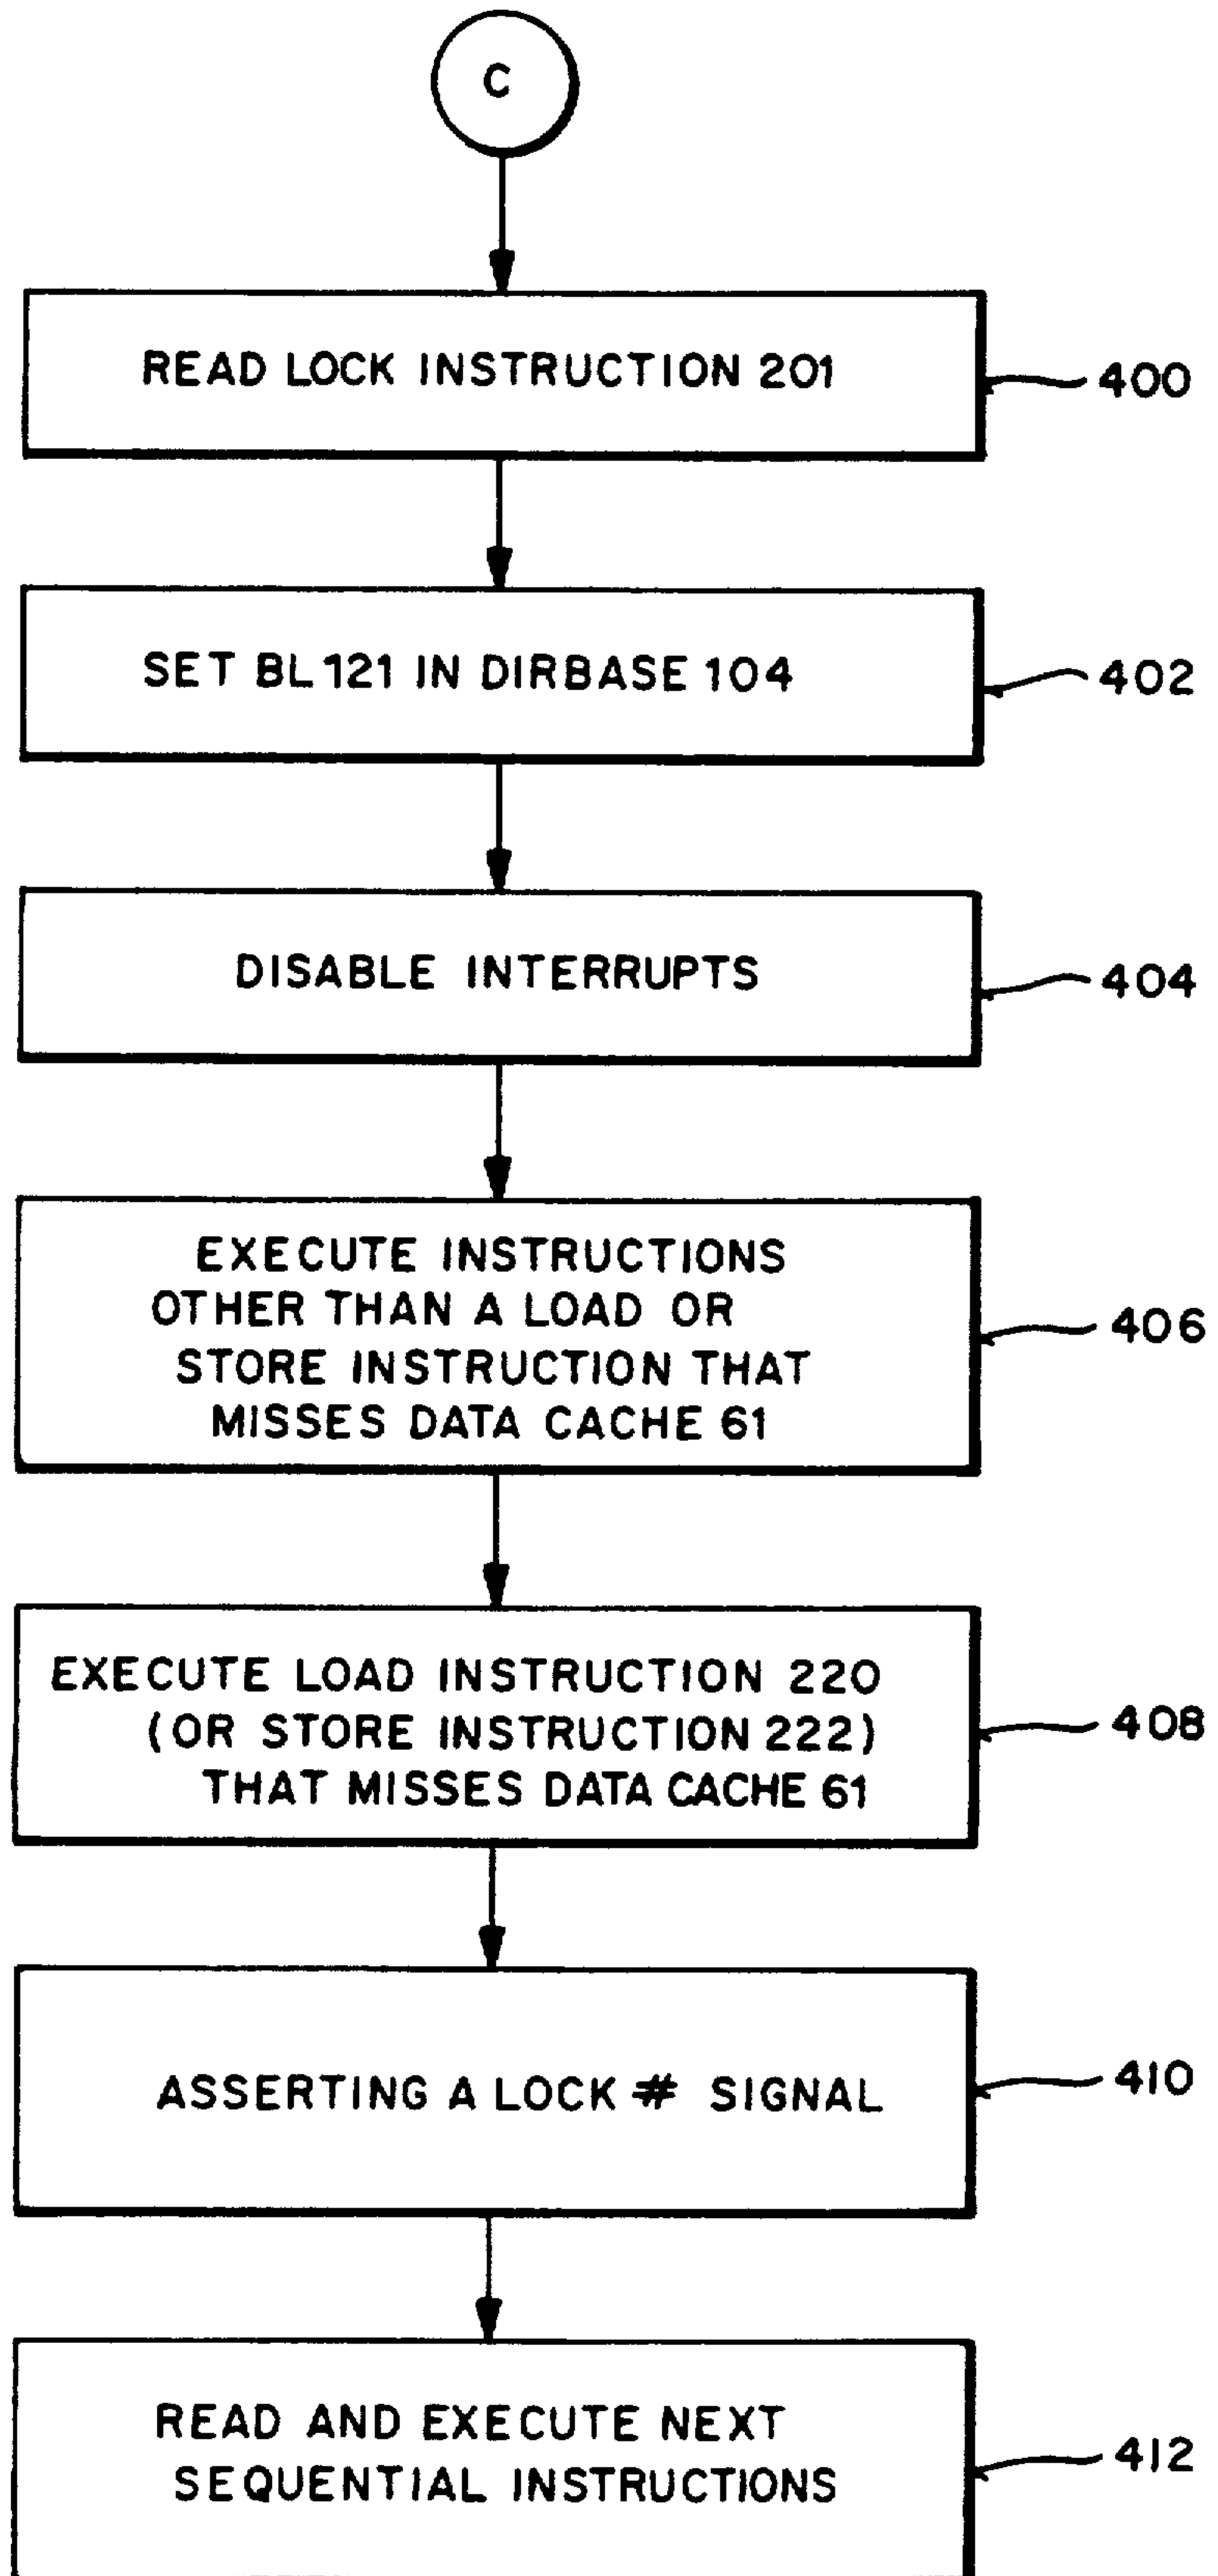 C
READ LOCK INSTRUCTION 201
400
SET BL 121 IN DIRBASE 104
402
DISABLE INTERRUPTS
404
EXECUTE INSTRUCTIONS
OTHER THAN A LOAD OR
STORE INSTRUCTION THAT
MISSES DATA CACHE 61
406
EXECUTE LOAD INSTRUCTION 220
(OR STORE INSTRUCTION 222)
THAT MISSES DATA CACHE 61
408
ASSERTING A LOCK # SIGNAL
410
READ AND EXECUTE NEXT
SEQUENTIAL INSTRUCTIONS
412